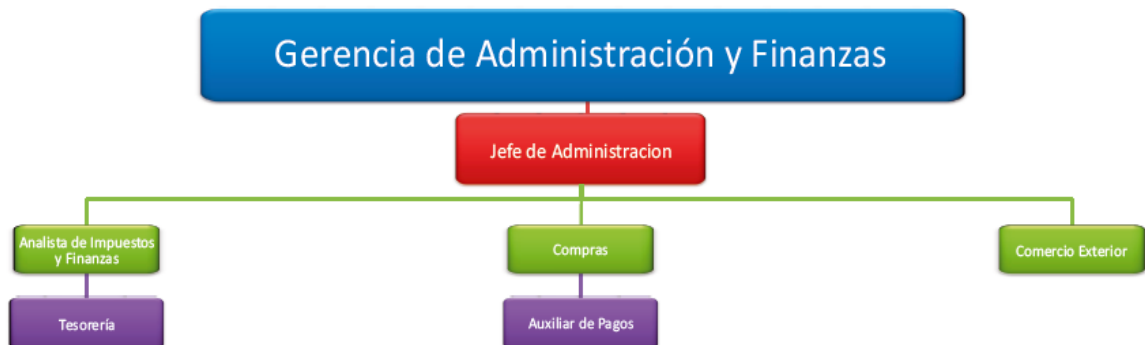 Gerencia de Administración y Finanzas
Jefe de Administracion
Analista de Impuestos
y Finanzas
Compras
Comercio Exterior
Tesorería
Auxiliar de Pagos